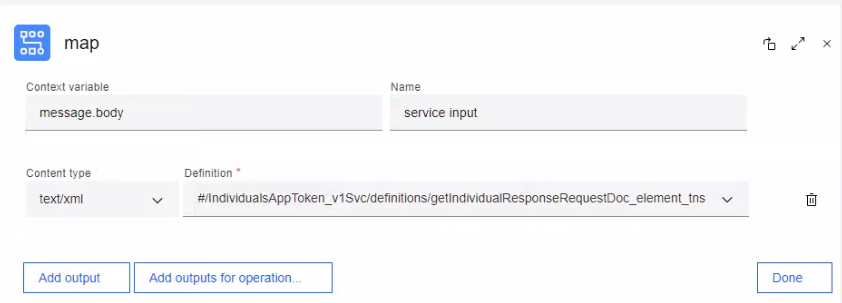 map
Context variable
Name
message.body
service input
Content type
Definition *
text/xml
#/IndividualsAppToken_v1Svc/definitions/getIndividualResponseRequestDoc_element_tns
Add output
Add outputs for operation...
Done